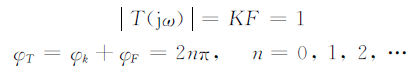 | T(jω) | = KF = 1
φ_T = φ_k + φ_F = 2nπ, n = 0, 1, 2, ⋯